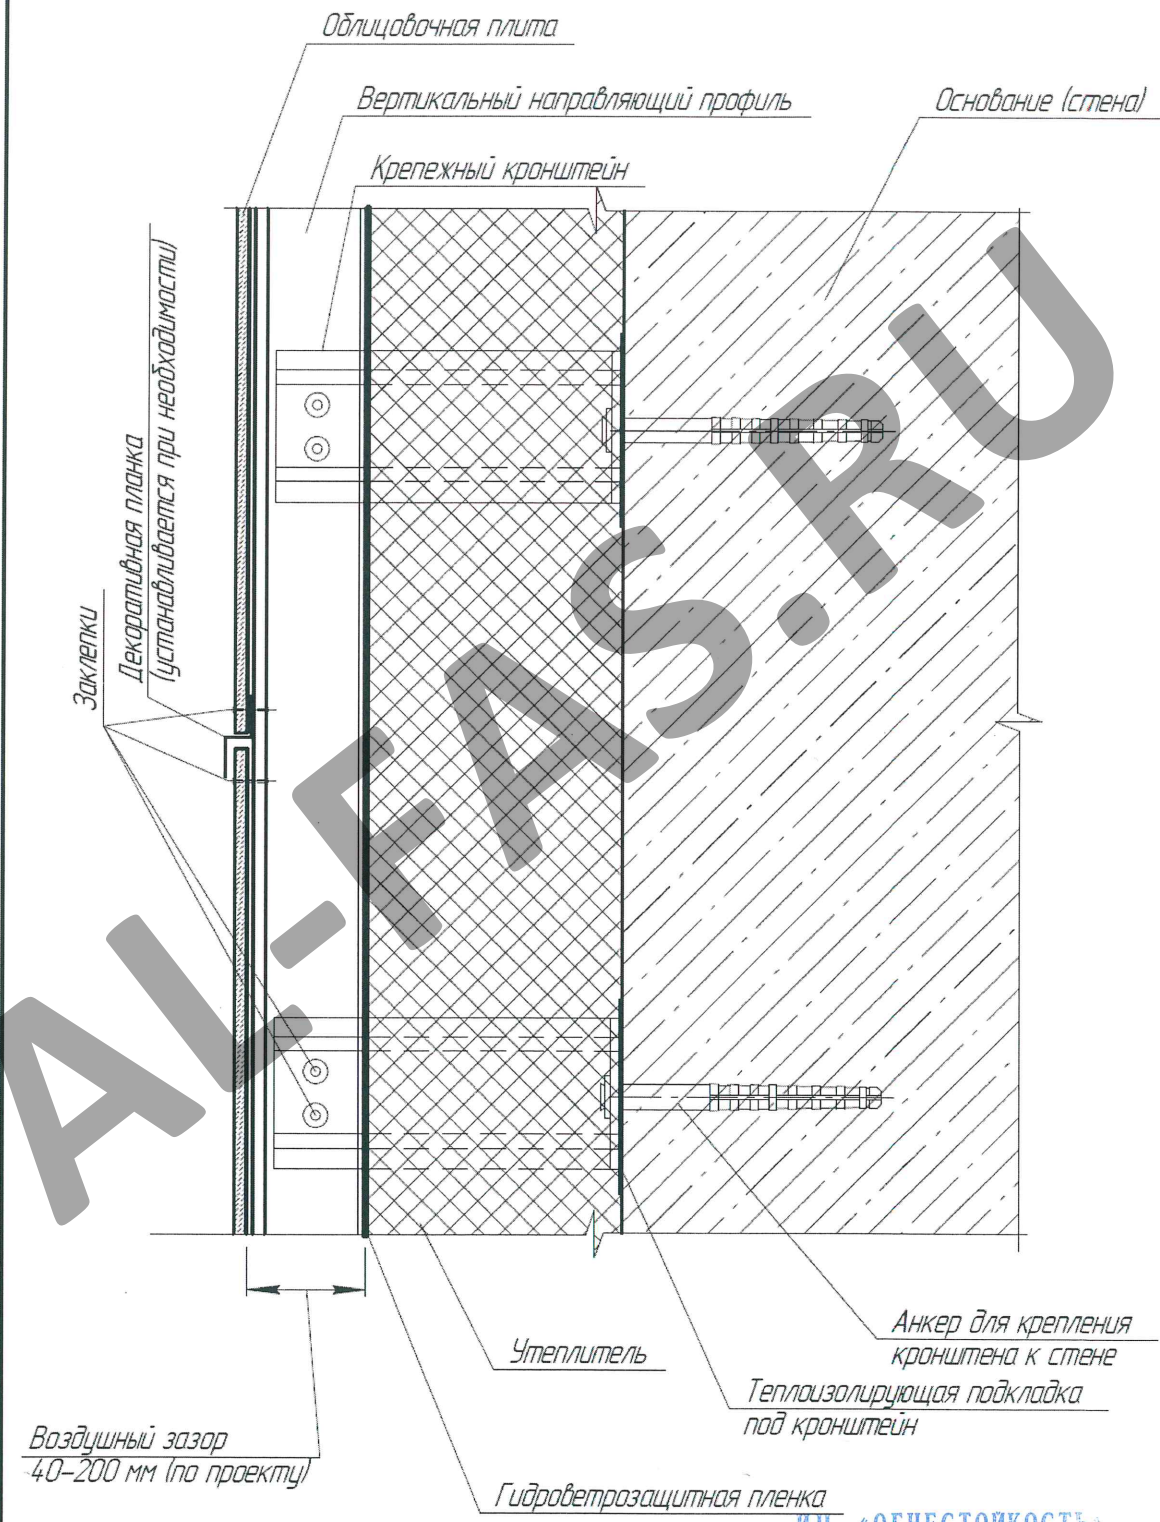 Облицовочная плита
Вертикальный направляющий профиль
Основание (стена)
Крепежный кронштейн
Декоративная планка
(устанавливается при необходимости)
Заклепки
AL-FAS.RU
Анкер для крепления
кронштена к стене
Утеплитель
Теплоизолирующая подкладка
под кронштейн
Воздушный зазор
40-200 мм (по проекту)
Гидроветрозащитная пленка
«ОГНЕСТОЙКОСТЬ»